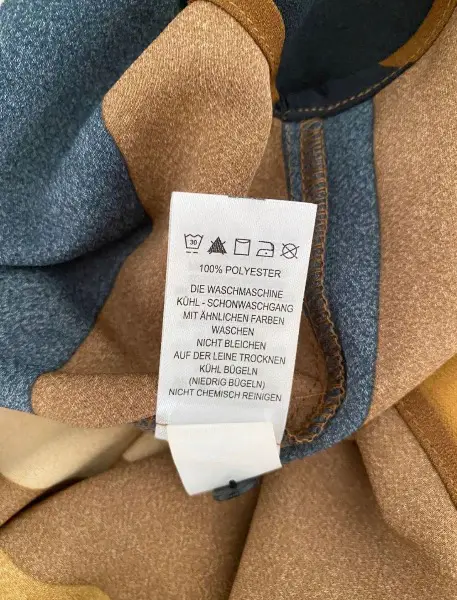 30
100% POLYESTER
DIE WASCHMASCHINE
KÜHL - SCHONWASCHGANG
MIT ÄHNLICHEN FARBEN
WASCHEN
NICHT BLEICHEN
AUF DER LEINE TROCKNEN
KÜHL BÜGELN
(NIEDRIG BÜGELN)
NICHT CHEMISCH REINIGEN